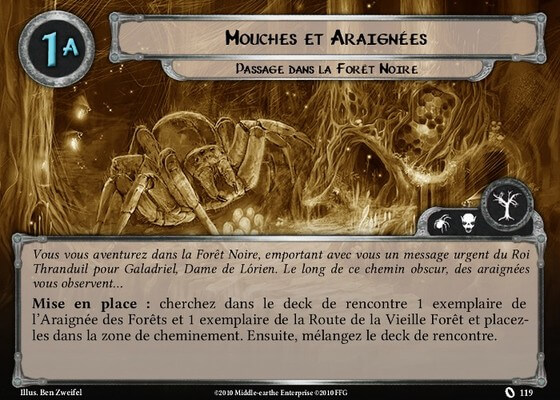 1A
Mouches et Araignées
Passage dans la Forêt Noire
Vous vous aventurez dans la Forêt Noire, emportant avec vous un message urgent du Roi
Thranduil pour Galadriel, Dame de Lórien. Le long de ce chemin obscur, des araignées
vous observent...
Mise en place : cherchez dans le deck de rencontre 1 exemplaire de
l'Araignée des Forêts et 1 exemplaire de la Route de la Vieille Forêt et placez-
les dans la zone de cheminement. Ensuite, mélangez le deck de rencontre.
Illus. Ben Zweifel
©2010 Middle-earthe Enterprise ©2010 FFG
119